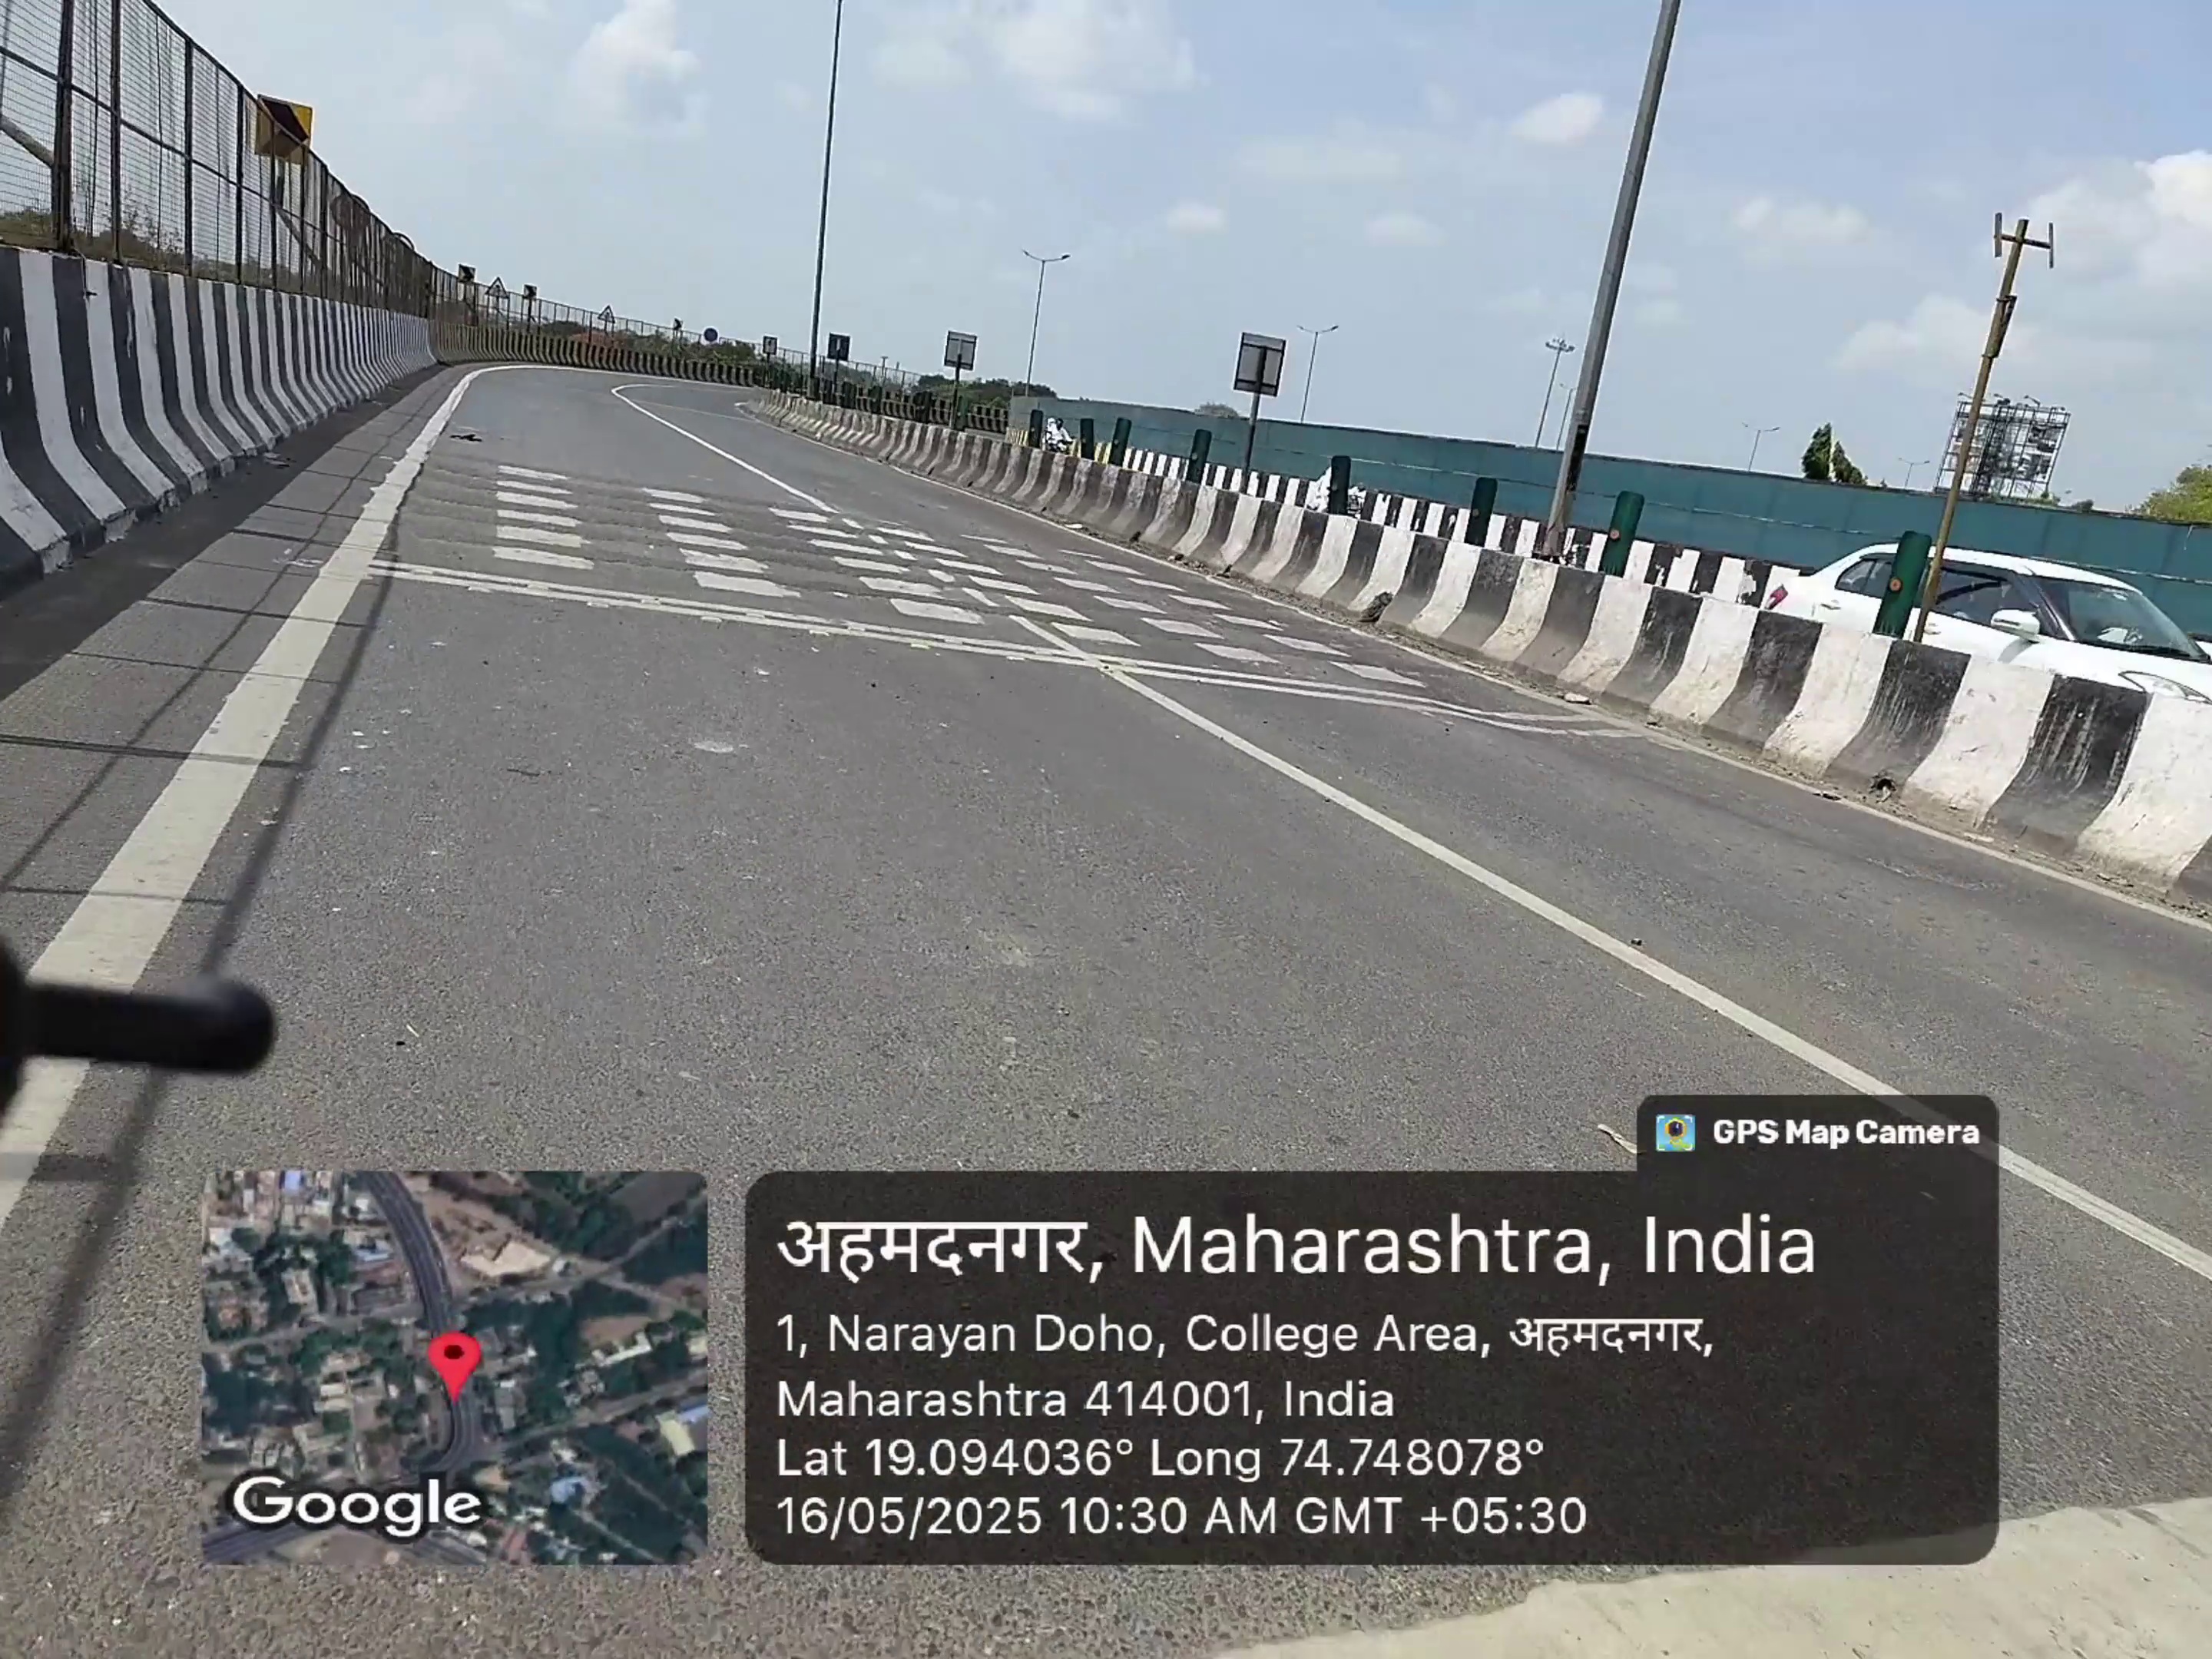 GPS Map Camera
अहमदनगर, Maharashtra, India
1, Narayan Doho, College Area, अहमदनगर,
Maharashtra 414001, India
Lat 19.094036° Long 74.748078°
16/05/2025 10:30 AM GMT +05:30
Google